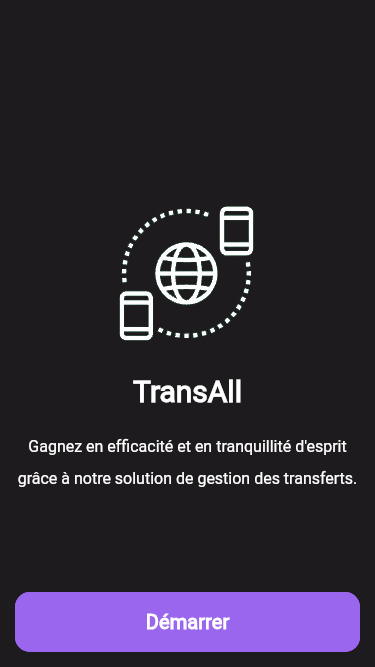 TransAll
Gagnez en efficacité et en tranquillité d'esprit
grâce à notre solution de gestion des transferts.
Démarrer